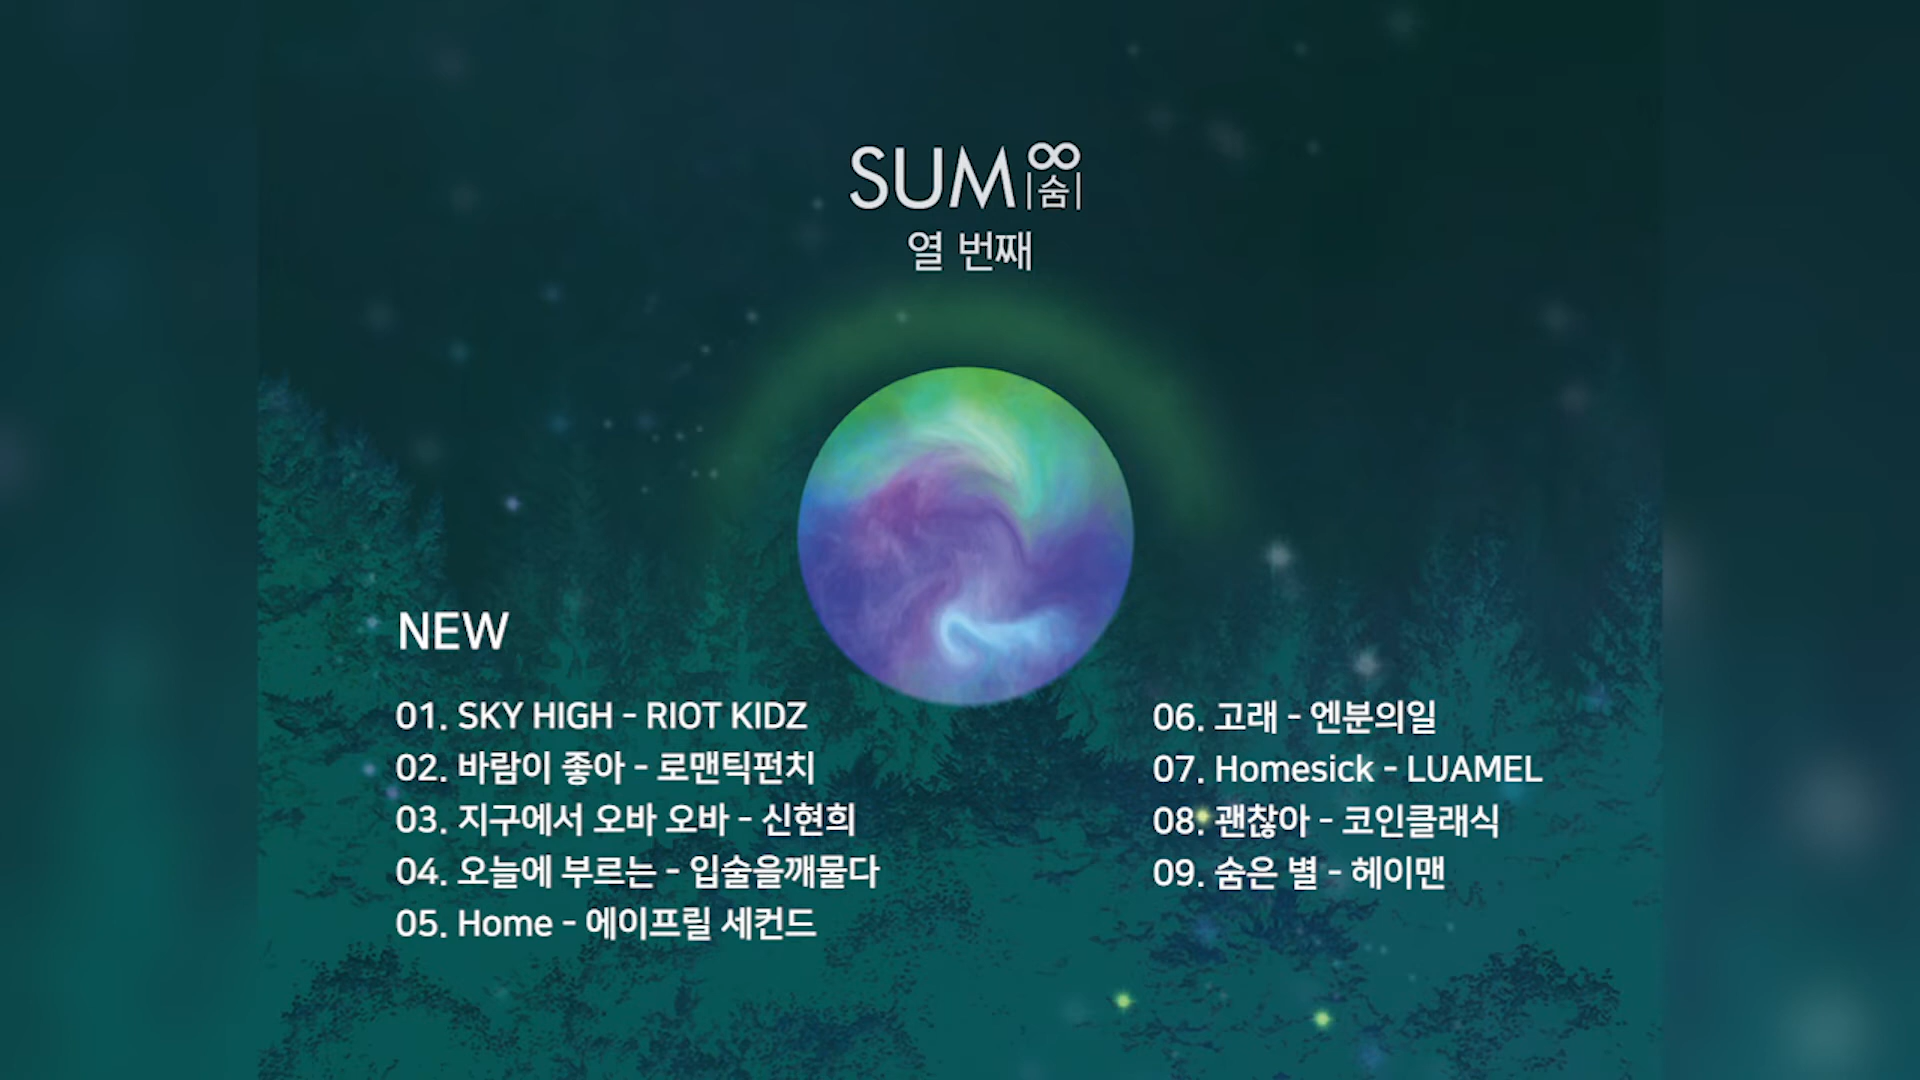 SUM
|숨|
열 번째
NEW
01. SKY HIGH - RIOT KIDZ
02. 바람이 좋아 - 로맨틱펀치
03. 지구에서 오바 오바 - 신현희
04. 오늘에 부르는 - 입술을깨물다
05. Home - 에이프릴 세컨드
06. 고래 - 엔분의일
07. Homesick - LUAMEL
08. 괜찮아 - 코인클래식
09. 숨은 별 - 헤이맨